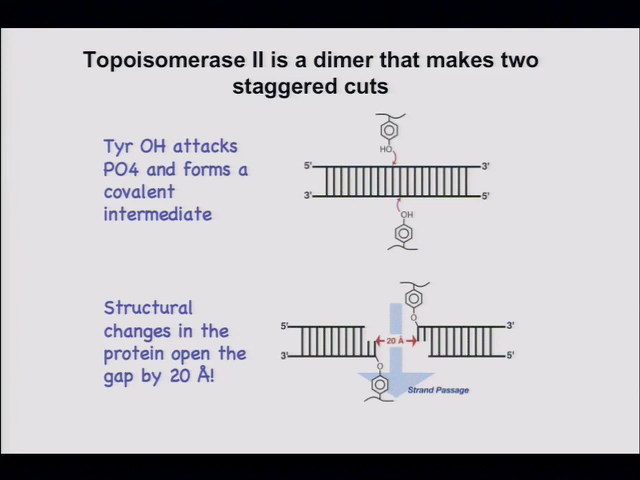 Topoisomerase II is a dimer that makes two
staggered cuts
Tyr OH attacks
PO4 and forms a
covalent
intermediate
HO
5'
3'
3'
5'
OH
Structural
changes in the
protein open the
gap by 20 Å!
O
5'
3'
20 Å
3'
5'
O
Strand Passage